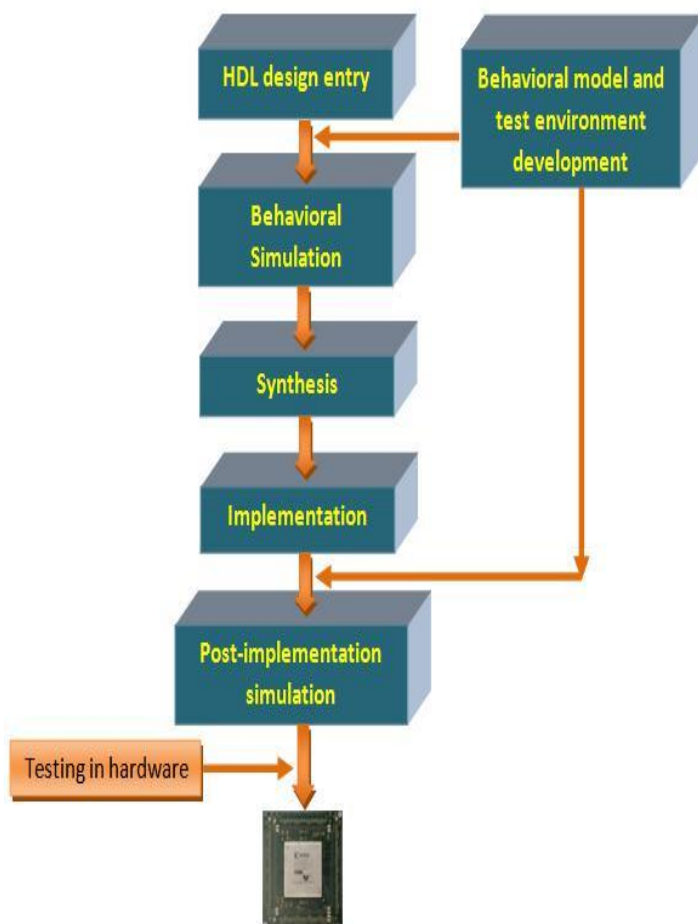 HDL design entry
Behavioral model and
test environment
development
Behavioral
Simulation
Synthesis
Implementation
Post-implementation
simulation
Testing in hardware